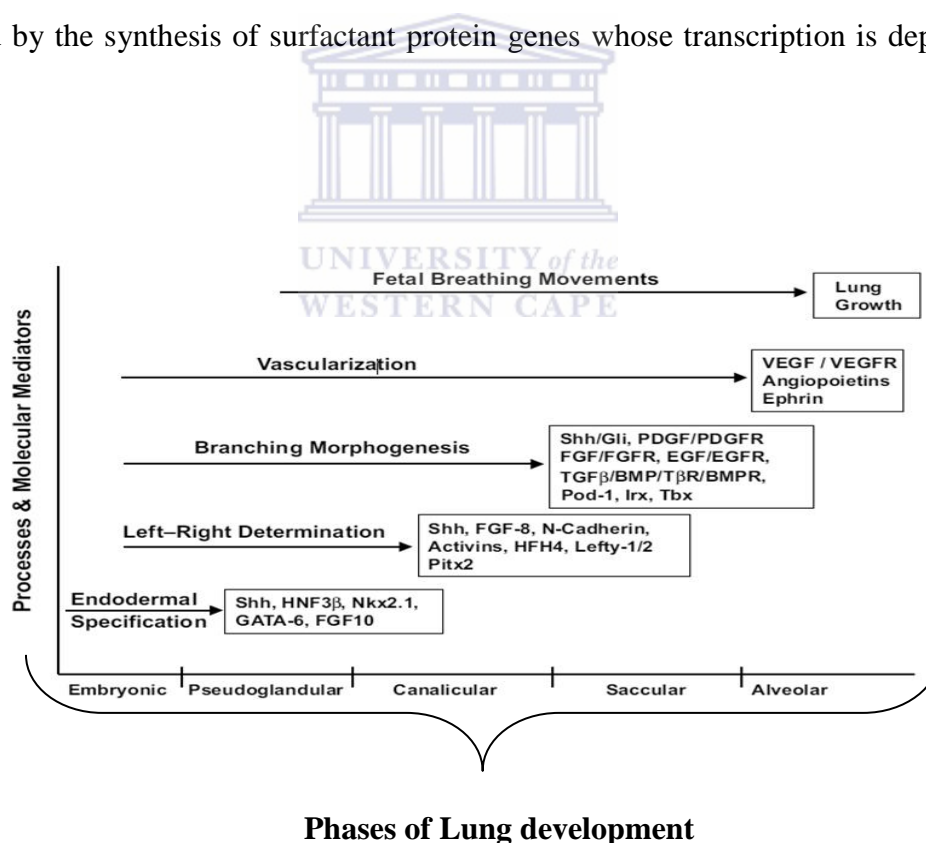 by the synthesis of surfactant protein genes whose transcription is dep
UNIVERSITY of the
WESTERN CAPE
Fetal Breathing Movements
Lung
Growth
Vascularization
VEGF / VEGFR
Angiopoietins
Ephrin
Branching Morphogenesis
Shh/Gli, PDGF/PDGFR
FGF/FGFR, EGF/EGFR,
TGFβ/BMP/TβR/BMPR,
Pod-1, Irx, Tbx
Left–Right Determination
Shh, FGF-8, N-Cadherin,
Activins, HFH4, Lefty-1/2
Pitx2
Endodermal
Specification
Shh, HNF3β, Nkx2.1,
GATA-6, FGF10
Processes & Molecular Mediators
Embryonic Pseudoglandular Canalicular Saccular Alveolar
Phases of Lung development